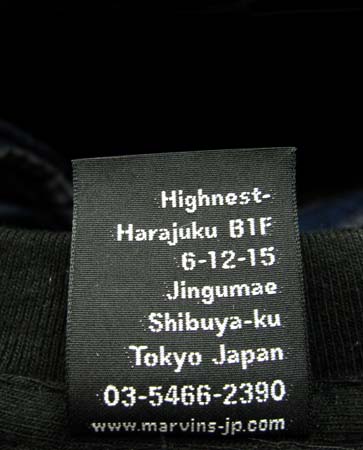 Highnest-
Harajuku B1F
6-12-15
Jingumae
Shibuya-ku
Tokyo Japan
03-5466-2390
www.marvins-jp.com